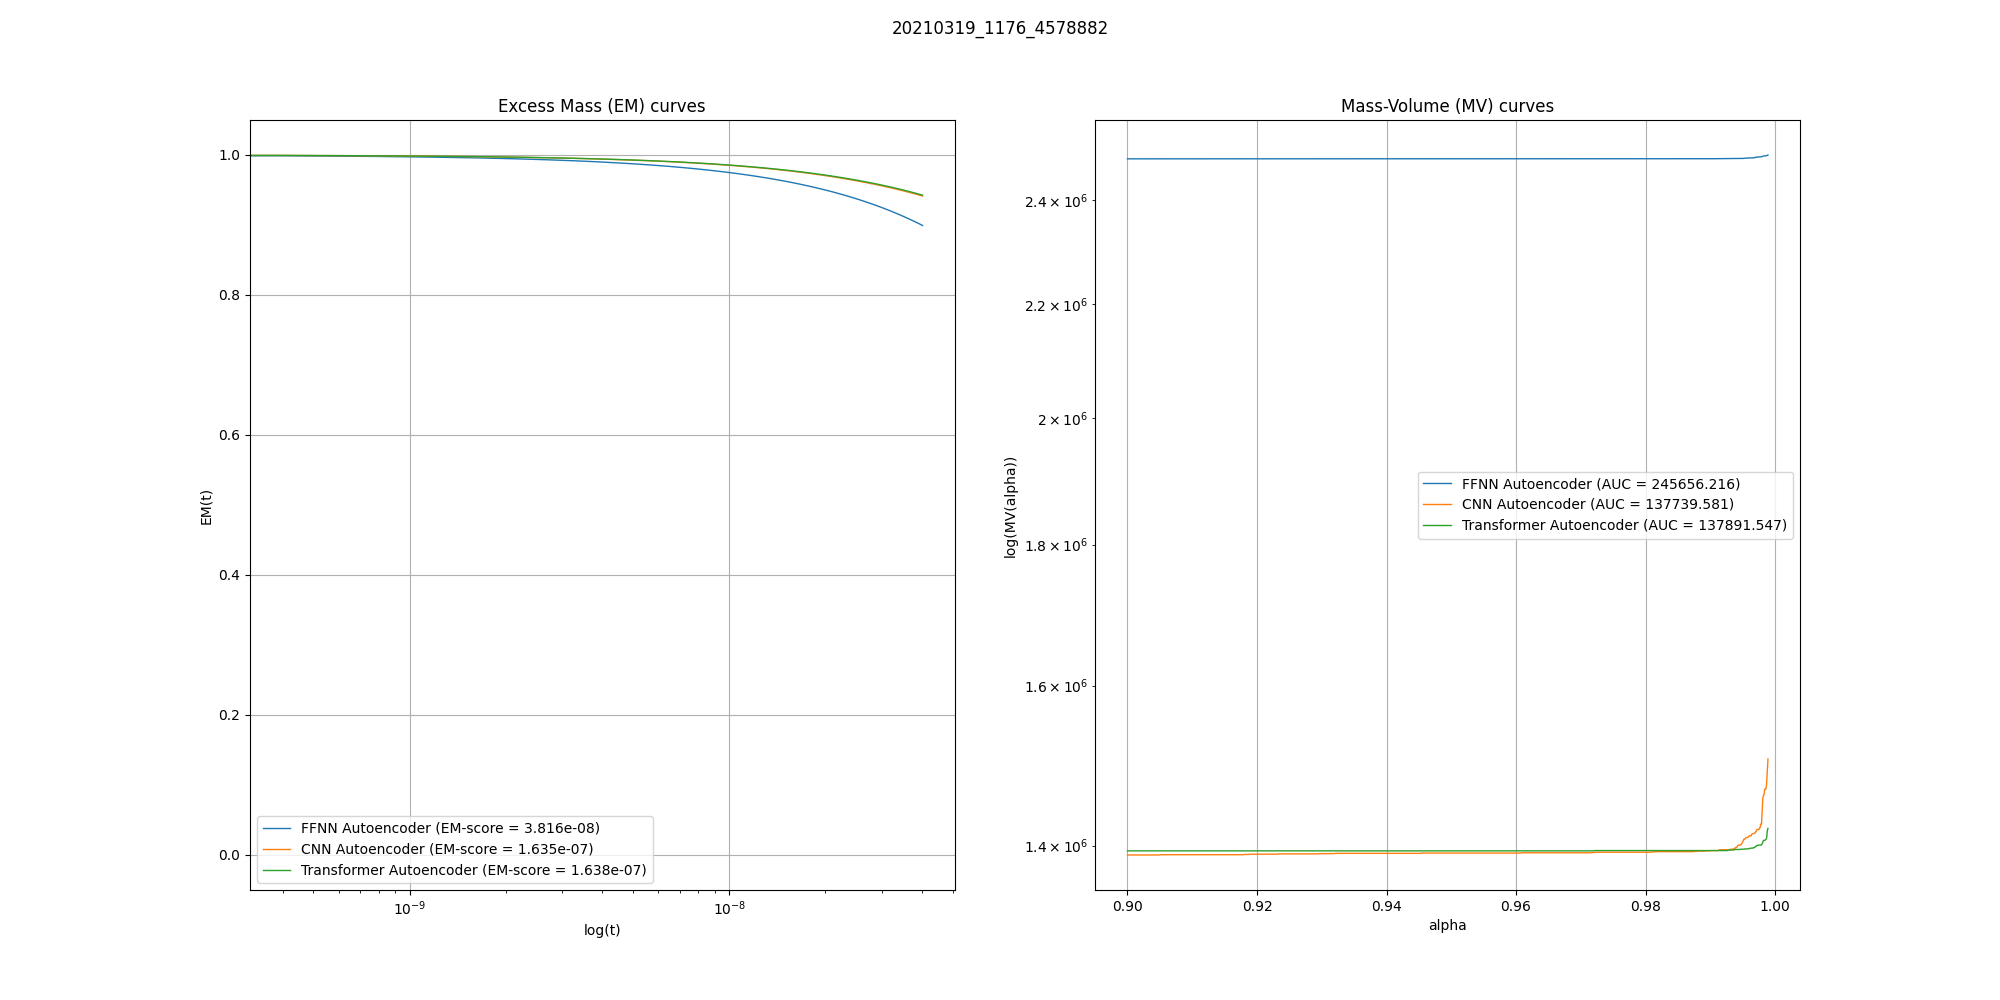 20210319_1176_4578882
Excess Mass (EM) curves
EM(t)
1.0
0.8
0.6
0.4
0.2
0.0
FFNN Autoencoder (EM-score = 3.816e-08)
CNN Autoencoder (EM-score = 1.635e-07)
Transformer Autoencoder (EM-score = 1.638e-07)
10⁻⁹ 10⁻⁸
log(t)
Mass-Volume (MV) curves
log(MV(alpha))
2.4 × 10⁶
2.2 × 10⁶
2 × 10⁶
1.8 × 10⁶
1.6 × 10⁶
1.4 × 10⁶
FFNN Autoencoder (AUC = 245656.216)
CNN Autoencoder (AUC = 137739.581)
Transformer Autoencoder (AUC = 137891.547)
0.90 0.92 0.94 0.96 0.98 1.00
alpha